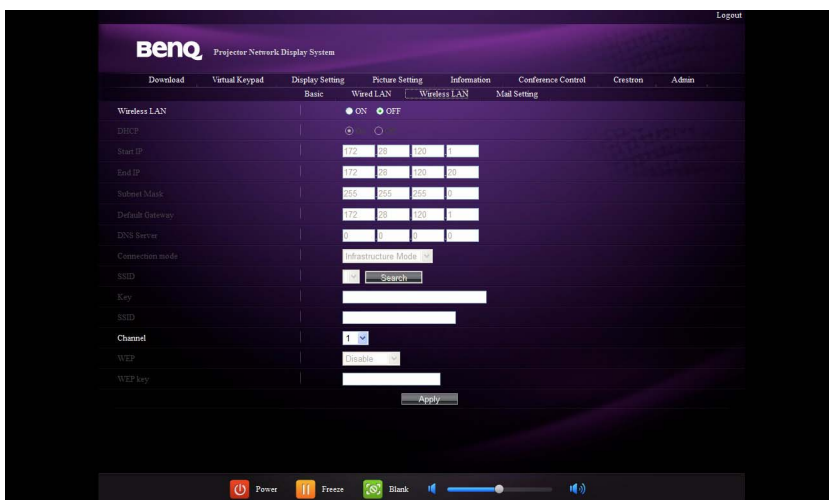 Logout
BenQ Projector Network Display System
Download Virtual Keypad Display Setting Picture Setting Information Conference Control Crestron Admin
Basic Wired LAN Wireless LAN Mail Setting
Wireless LAN ON OFF
DHCP
Start IP 172 .28 .120 .1
End IP 172 .28 .120 .20
Subnet Mask 255 .255 .255 .0
Default Gateway 172 .28 .120 .1
DNS Server 0 .0 .0 .0
Connection mode Infrastructure Mode
SSID Search
Key
SSID
Channel 1
WEP Disable
WEP key
Apply
Power Freeze Blank